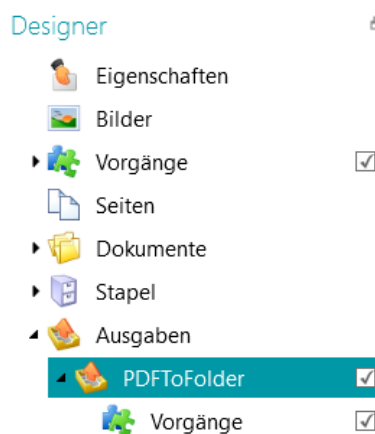 Designer
Eigenschaften
Bilder
Vorgänge
Seiten
Dokumente
Stapel
Ausgaben
PDFToFolder
Vorgänge